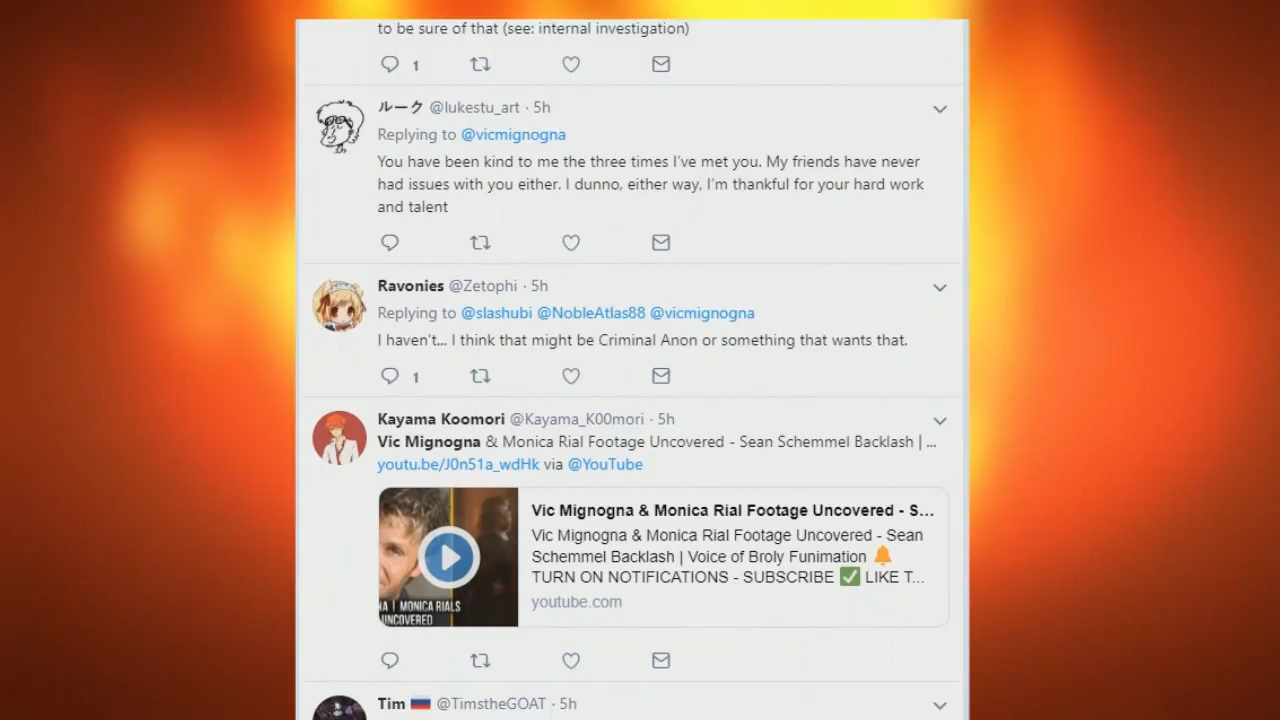 to be sure of that (see: internal investigation)
1
ルーク @lukestu_art · 5h
Replying to @vicmignogna
You have been kind to me the three times I've met you. My friends have never
had issues with you either. I dunno, either way, I'm thankful for your hard work
and talent
Ravonies @Zetophi · 5h
Replying to @slashubi @NobleAtlas88 @vicmignogna
I haven't... I think that might be Criminal Anon or something that wants that.
1
Kayama Koomori @Kayama_K00mori · 5h
Vic Mignogna & Monica Rial Footage Uncovered - Sean Schemmel Backlash | ...
youtu.be/J0n51a_wdHk via @YouTube
NA | MONICA RIALS
UNCOVERED
Vic Mignogna & Monica Rial Footage Uncovered - S...
Vic Mignogna & Monica Rial Footage Uncovered - Sean
Schemmel Backlash | Voice of Broly Funimation 🔔
TURN ON NOTIFICATIONS - SUBSCRIBE ✅ LIKE T...
youtube.com
Tim 🇷🇺 @TimstheGOAT · 5h